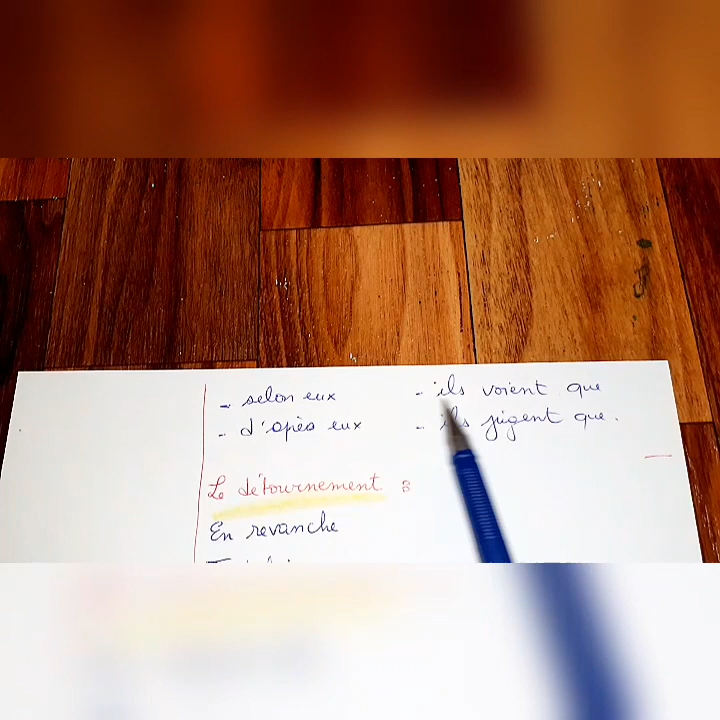 - selon eux - ils voient que
- d'après eux - ils jugent que.
Le détournement :
En revanche